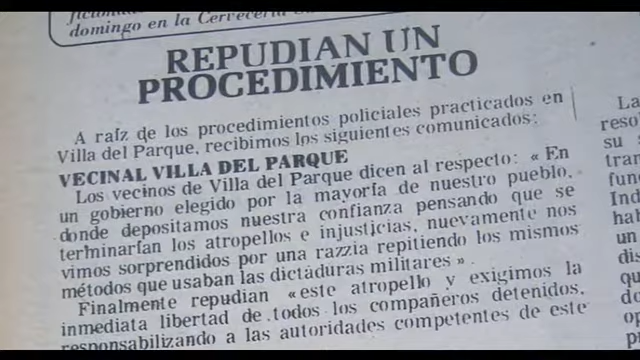 domingo en la Cervecería
REPUDIAN UN
PROCEDIMIENTO
A raíz de los procedimientos policiales practicados en
Villa del Parque, recibimos los siguientes comunicados:
VECINAL VILLA DEL PARQUE
Los vecinos de Villa del Parque dicen al respecto: «En
un gobierno elegido por la mayoría de nuestro pueblo,
donde depositamos nuestra confianza pensando que se
terminarían los atropellos e injusticias, nuevamente nos
vimos sorprendidos por una razzia repitiendo los mismos
métodos que usaban las dictaduras militares».
Finalmente repudian «este atropello y exigimos la
inmediata libertad de todos los compañeros detenidos,
responsabilizando a las autoridades competentes de este
La
reso
su
tran
fun
Ind
hab
un
dis
qu
do
op